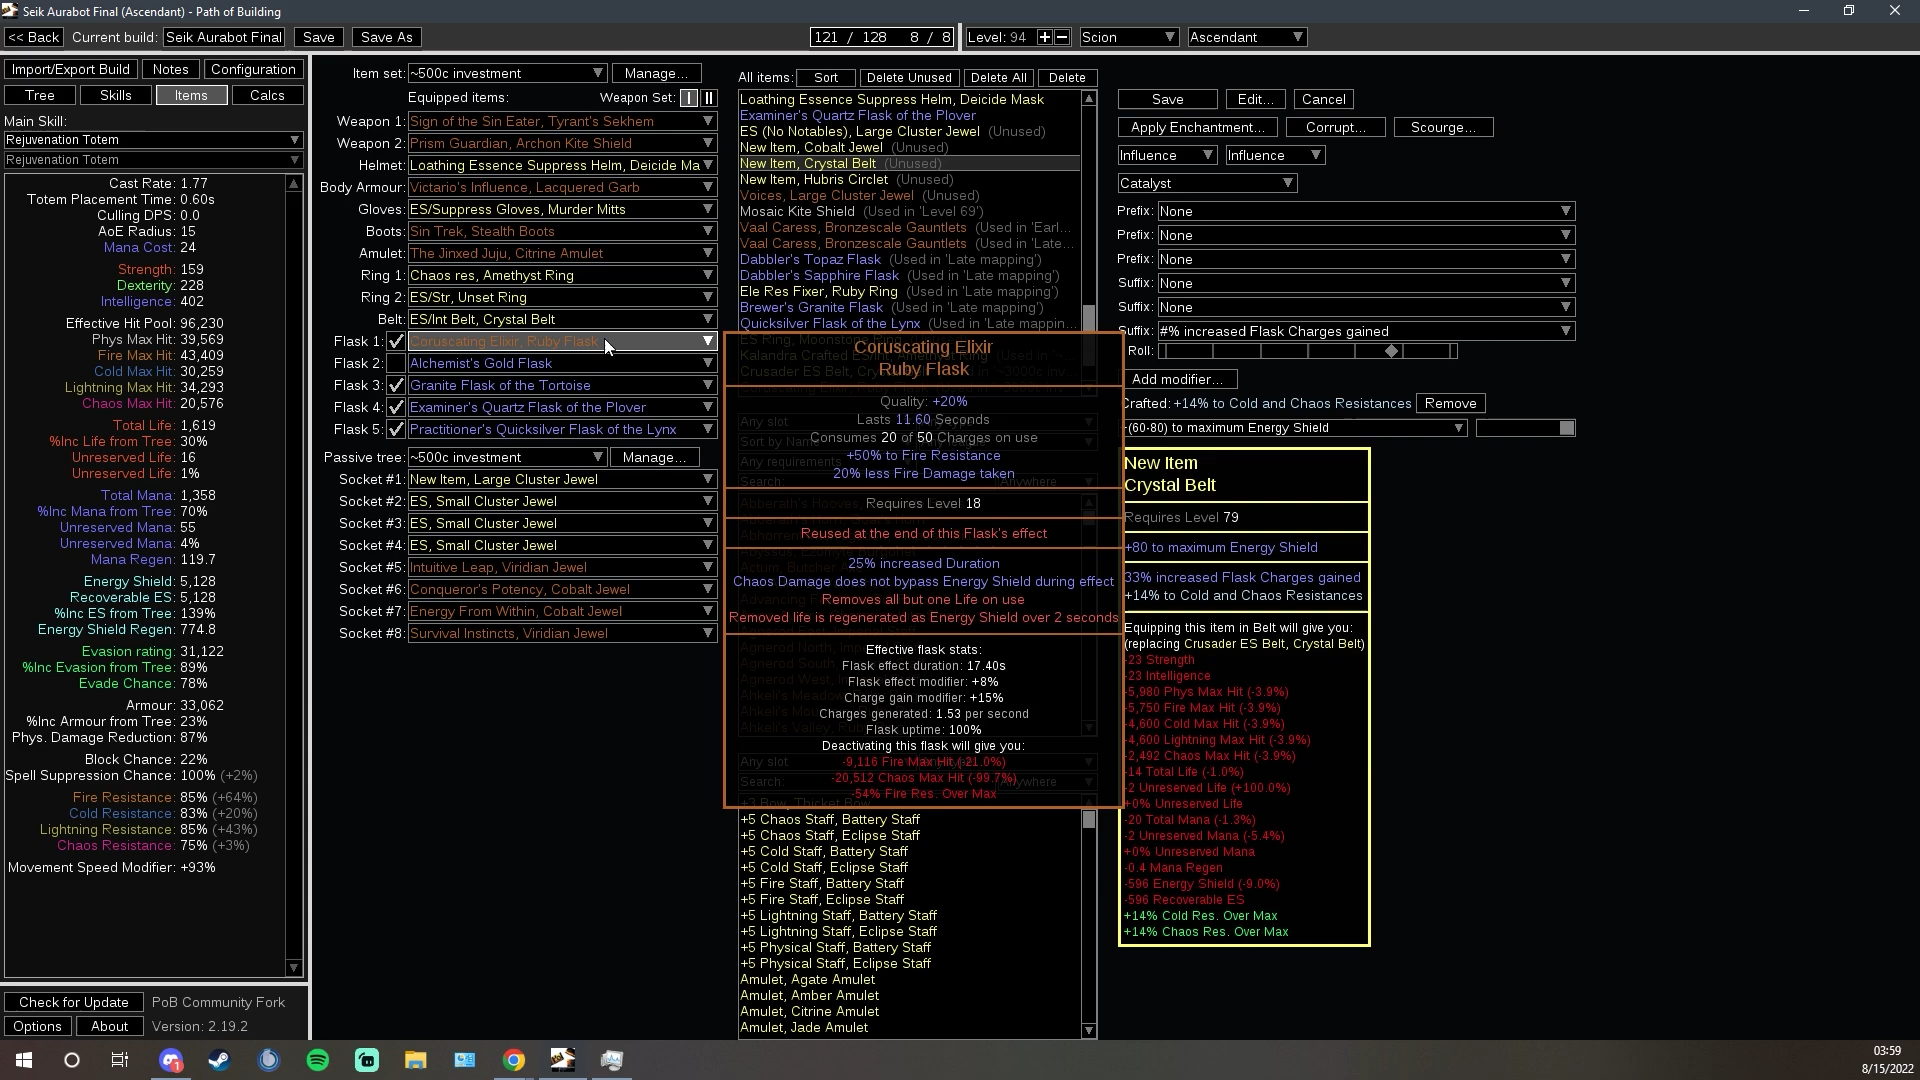 Seik Aurabot Final (Ascendant) - Path of Building
<< Back Current build: Seik Aurabot Final Save Save As 121 / 128 8 / 8 Level: 94 Scion Ascendant
Import/Export Build Notes Configuration
Tree Skills Items Calcs
Main Skill:
Rejuvenation Totem
Rejuvenation Totem
Cast Rate: 1.77
Totem Placement Time: 0.60s
Culling DPS: 0.0
AoE Radius: 15
Mana Cost: 24
Strength: 159
Dexterity: 228
Intelligence: 402
Effective Hit Pool: 96,230
Phys Max Hit: 39,569
Fire Max Hit: 43,409
Cold Max Hit: 30,259
Lightning Max Hit: 34,293
Chaos Max Hit: 20,576
Total Life: 1,619
%Inc Life from Tree: 30%
Unreserved Life: 16
Unreserved Life: 1%
Total Mana: 1,358
%Inc Mana from Tree: 70%
Unreserved Mana: 55
Unreserved Mana: 4%
Mana Regen: 119.7
Energy Shield: 5,128
Recoverable ES: 5,128
%Inc ES from Tree: 139%
Energy Shield Regen: 774.8
Evasion rating: 31,122
%Inc Evasion from Tree: 89%
Evade Chance: 78%
Armour: 33,062
%Inc Armour from Tree: 23%
Phys. Damage Reduction: 87%
Block Chance: 22%
Spell Suppression Chance: 100% (+2%)
Fire Resistance: 85% (+64%)
Cold Resistance: 83% (+20%)
Lightning Resistance: 85% (+43%)
Chaos Resistance: 75% (+3%)
Movement Speed Modifier: +93%
Check for Update PoB Community Fork
Options About Version: 2.19.2
Item set: ~500c investment Manage...
Equipped items: Weapon Set: I II
Weapon 1: Sign of the Sin Eater, Tyrant's Sekhem
Weapon 2: Prism Guardian, Archon Kite Shield
Helmet: Loathing Essence Suppress Helm, Deicide Ma
Body Armour: Victario's Influence, Lacquered Garb
Gloves: ES/Suppress Gloves, Murder Mitts
Boots: Sin Trek, Stealth Boots
Amulet: The Jinxed Juju, Citrine Amulet
Ring 1: Chaos res, Amethyst Ring
Ring 2: ES/Str, Unset Ring
Belt: ES/Int Belt, Crystal Belt
Flask 1: Coruscating Elixir, Ruby Flask
Flask 2: Alchemist's Gold Flask
Flask 3: Granite Flask of the Tortoise
Flask 4: Examiner's Quartz Flask of the Plover
Flask 5: Practitioner's Quicksilver Flask of the Lynx
Passive tree: ~500c investment Manage...
Socket #1: New Item, Large Cluster Jewel
Socket #2: ES, Small Cluster Jewel
Socket #3: ES, Small Cluster Jewel
Socket #4: ES, Small Cluster Jewel
Socket #5: Intuitive Leap, Viridian Jewel
Socket #6: Conqueror's Potency, Cobalt Jewel
Socket #7: Energy From Within, Cobalt Jewel
Socket #8: Survival Instincts, Viridian Jewel
All items: Sort Delete Unused Delete All Delete
Loathing Essence Suppress Helm, Deicide Mask
Examiner's Quartz Flask of the Plover
ES (No Notables), Large Cluster Jewel (Unused)
New Item, Cobalt Jewel (Unused)
New Item, Crystal Belt (Unused)
New Item, Hubris Circlet (Unused)
Voices, Large Cluster Jewel (Unused)
Mosaic Kite Shield (Used in 'Level 69')
Vaal Caress, Bronzescale Gauntlets (Used in 'Earl...
Vaal Caress, Bronzescale Gauntlets (Used in 'Late...
Dabbler's Topaz Flask (Used in 'Late mapping')
Dabbler's Sapphire Flask (Used in 'Late mapping')
Ele Res Fixer, Ruby Ring (Used in 'Late mapping')
Brewer's Granite Flask (Used in 'Late mapping')
Quicksilver Flask of the Lynx (Used in 'Late mappin...
Coruscating Elixir
Ruby Flask
Quality: +20%
Lasts 11.60 Seconds
Consumes 20 of 50 Charges on use
+50% to Fire Resistance
20% less Fire Damage taken
Requires Level 18
Reused at the end of this Flask's effect
25% increased Duration
Chaos Damage does not bypass Energy Shield during effect
Removes all but one Life on use
Removed life is regenerated as Energy Shield over 2 seconds
Effective flask stats:
Flask effect duration: 17.40s
Flask effect modifier: +8%
Charge gain modifier: +15%
Charges generated: 1.53 per second
Flask uptime: 100%
Deactivating this flask will give you:
-9,116 Fire Max Hit (-21.0%)
-20,512 Chaos Max Hit (-99.7%)
-54% Fire Res. Over Max
+5 Chaos Staff, Battery Staff
+5 Chaos Staff, Eclipse Staff
+5 Cold Staff, Battery Staff
+5 Cold Staff, Eclipse Staff
+5 Fire Staff, Battery Staff
+5 Fire Staff, Eclipse Staff
+5 Lightning Staff, Battery Staff
+5 Lightning Staff, Eclipse Staff
+5 Physical Staff, Battery Staff
+5 Physical Staff, Eclipse Staff
Amulet, Agate Amulet
Amulet, Amber Amulet
Amulet, Citrine Amulet
Amulet, Jade Amulet
Save Edit... Cancel
Apply Enchantment... Corrupt... Scourge...
Influence Influence
Catalyst
Prefix: None
Prefix: None
Prefix: None
Suffix: None
Suffix: None
Suffix: #% increased Flask Charges gained
Roll:
Add modifier...
Crafted: +14% to Cold and Chaos Resistances Remove
(60-80) to maximum Energy Shield
New Item
Crystal Belt
Requires Level 79
+80 to maximum Energy Shield
33% increased Flask Charges gained
+14% to Cold and Chaos Resistances
Equipping this item in Belt will give you:
(replacing Crusader ES Belt, Crystal Belt)
-23 Strength
-23 Intelligence
-5,980 Phys Max Hit (-3.9%)
-5,750 Fire Max Hit (-3.9%)
-4,600 Cold Max Hit (-3.9%)
-4,600 Lightning Max Hit (-3.9%)
-2,492 Chaos Max Hit (-3.9%)
-14 Total Life (-1.0%)
-2 Unreserved Life (+100.0%)
+0% Unreserved Life
-20 Total Mana (-1.3%)
-2 Unreserved Mana (-5.4%)
+0% Unreserved Mana
-0.4 Mana Regen
-596 Energy Shield (-9.0%)
-596 Recoverable ES
+14% Cold Res. Over Max
+14% Chaos Res. Over Max
03:59
8/15/2022